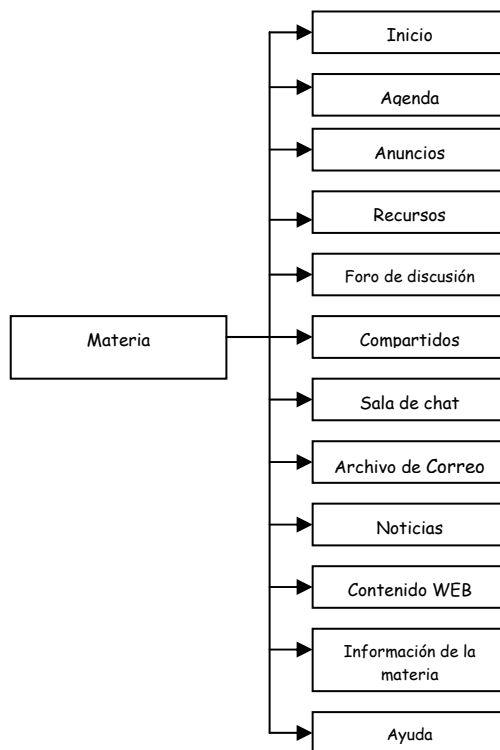 Inicio
Agenda
Anuncios
Recursos
Foro de discusión
Materia
Compartidos
Sala de chat
Archivo de Correo
Noticias
Contenido WEB
Información de la
materia
Ayuda